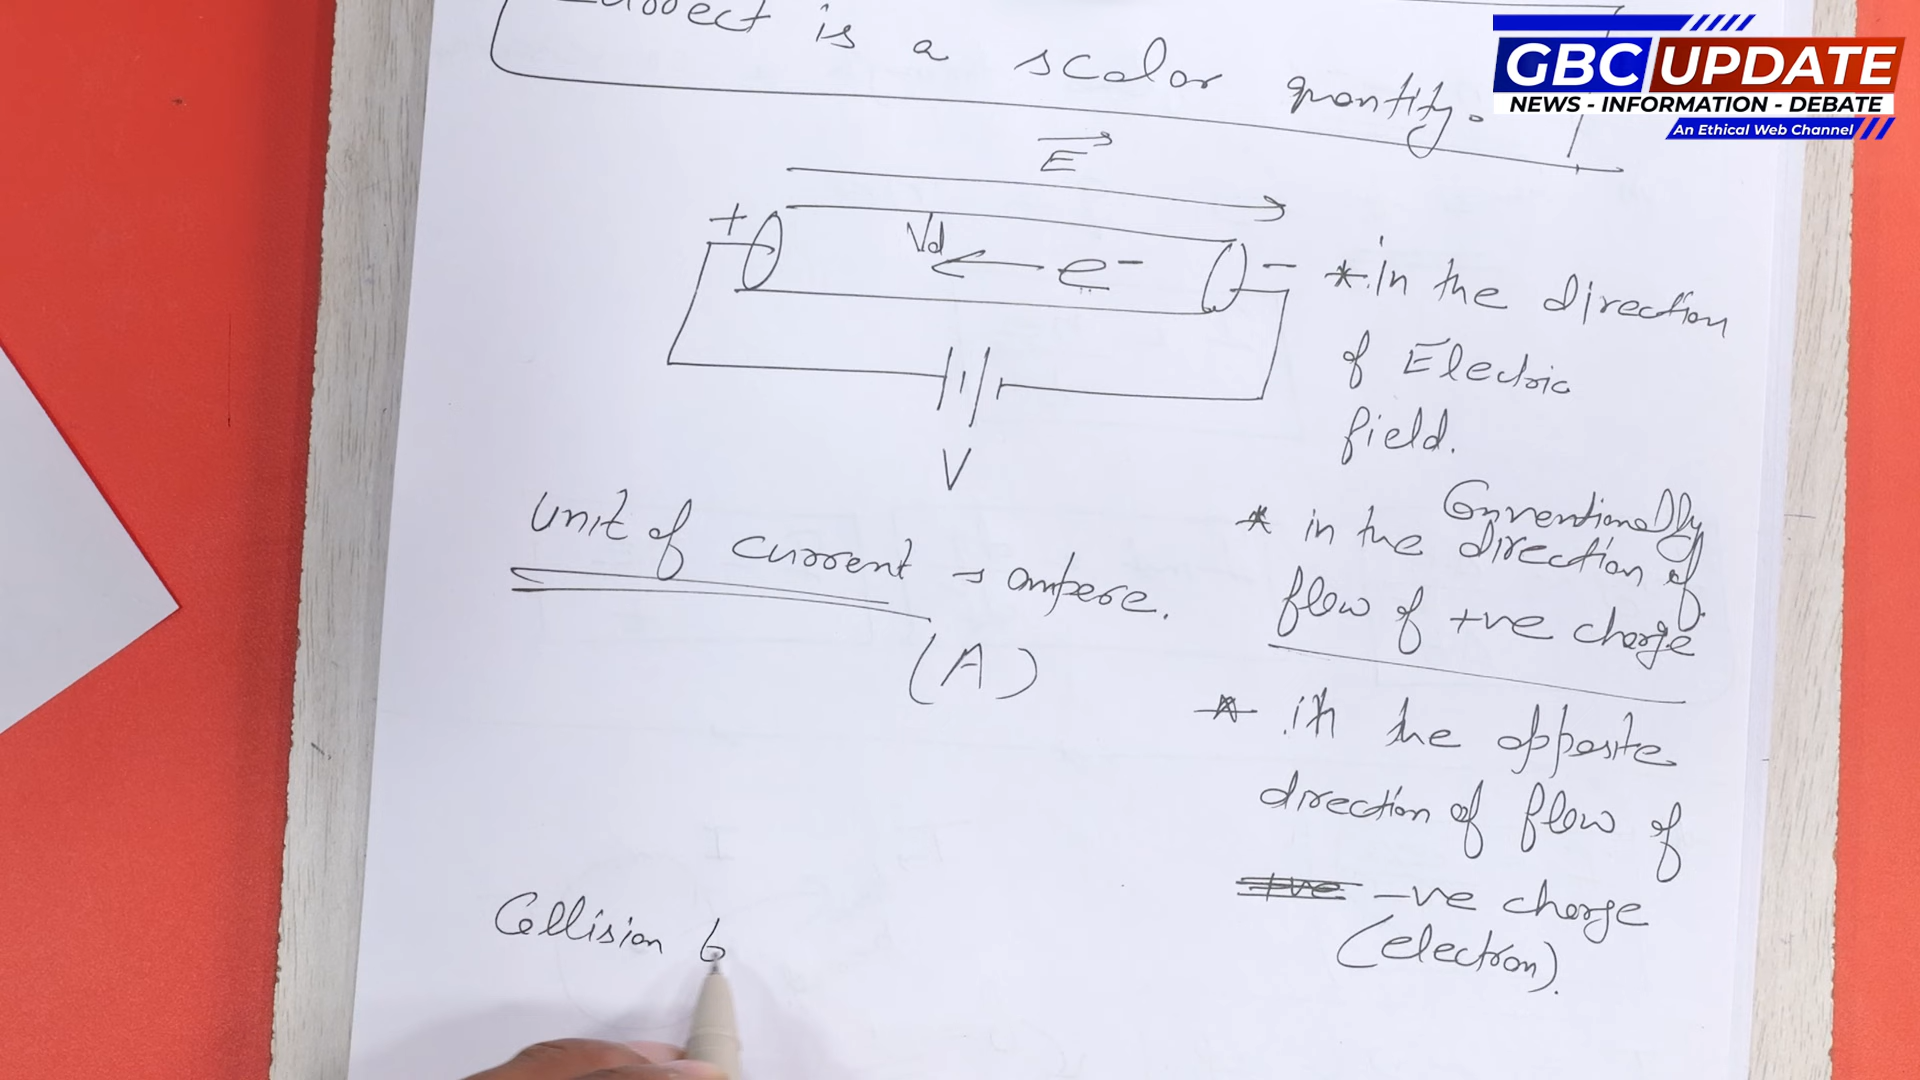 is a scalar quantity.
GBC UPDATE
NEWS - INFORMATION - DEBATE
An Ethical Web Channel
E
+
Vd
e-
-
V
* in the direction
of Electric
field.
Conventionally
* in the direction of
flow of +ve charge
* in the opposite
direction of flow of
-ve charge
(electron).
unit of current → ampere.
(A)
Collision b